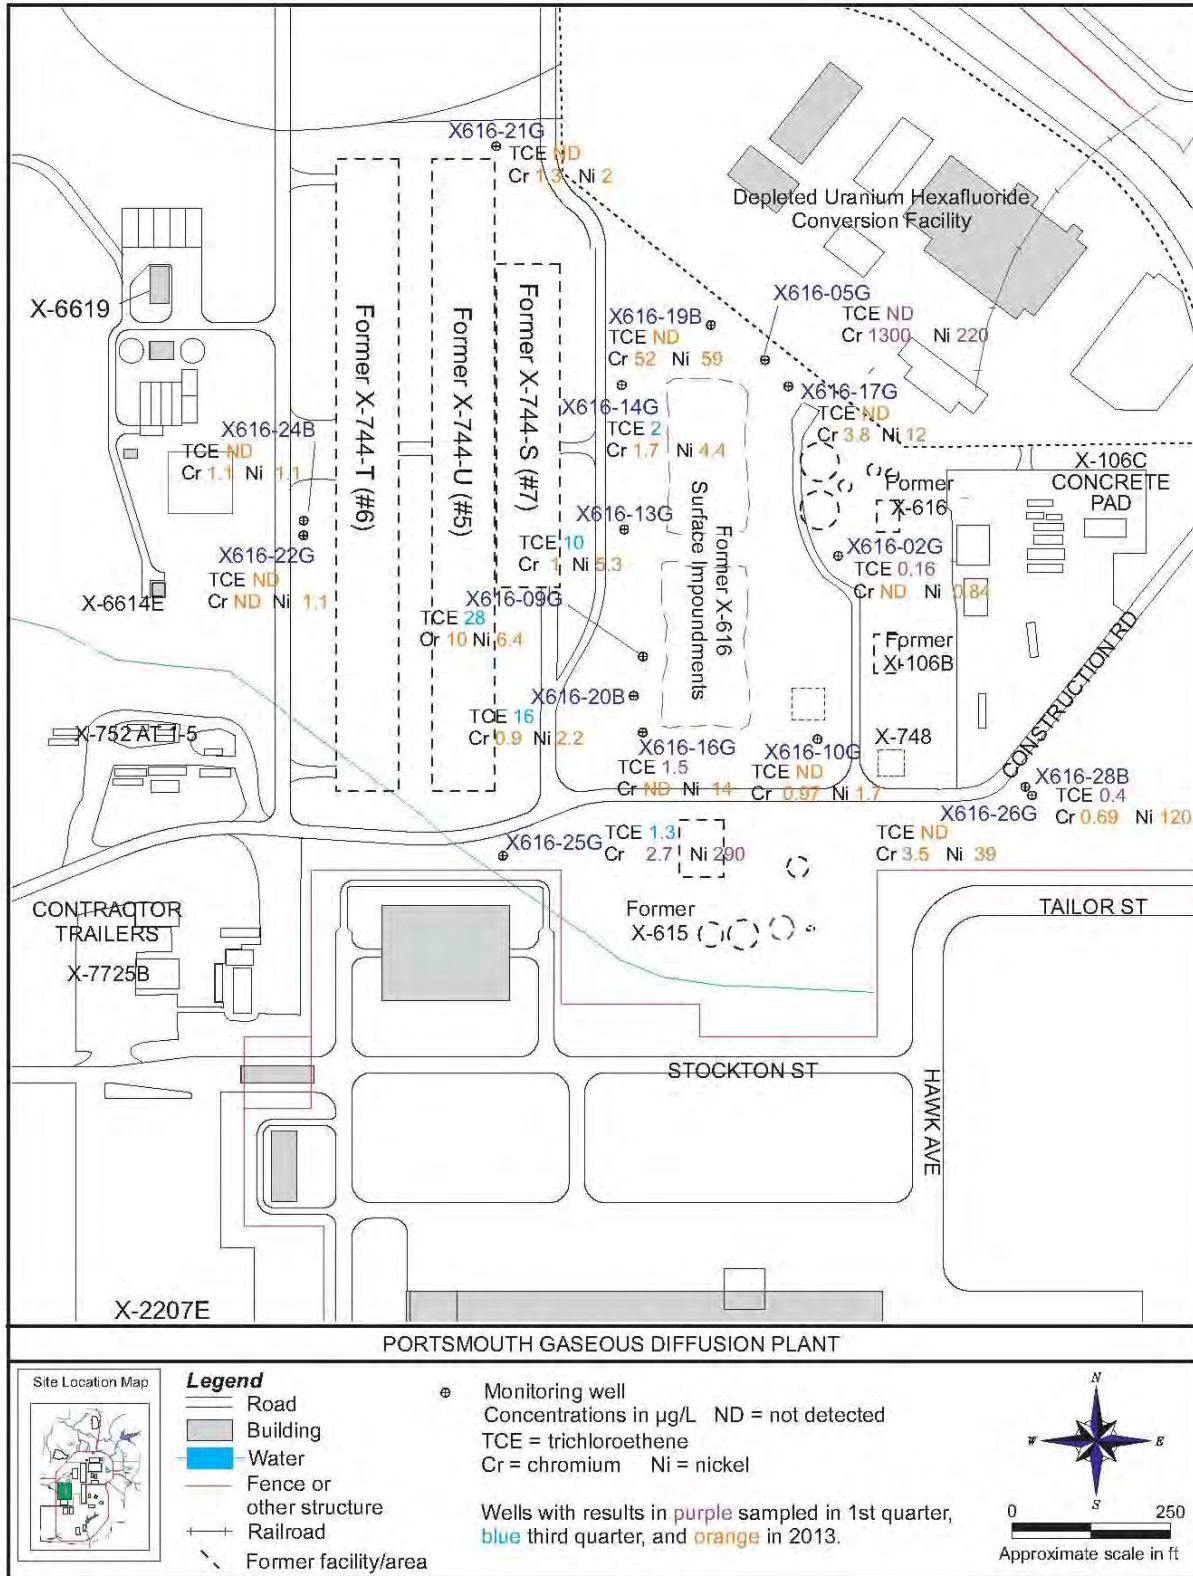 X616-21G
TCE ND
Cr 1.3 Ni 2
Depleted Uranium Hexafluoride
Conversion Facility
X-6619
X616-05G
TCE ND
Cr 1300 Ni 220
X616-19B
TCE ND
Cr 52 Ni 59
Former X-744-T (#6)
Former X-744-U (#5)
Former X-744-S (#7)
X616-14G
TCE 2
Cr 1.7 Ni 4.4
X616-17G
TCE ND
Cr 3.8 Ni 12
X616-24B
TCE ND
Cr 1.1 Ni 1.1
X-106C
CONCRETE
PAD
Former
X-616
X616-13G
TCE 10
Cr 1 Ni 5.3
Former X-616
Surface Impoundments
X616-02G
TCE 0.16
Cr ND Ni 0.84
X616-22G
TCE ND
Cr ND Ni 1.1
X-6614E
X616-09G
TCE 28
Cr 10 Ni 6.4
Former
X-106B
X616-20B
TCE 16
Cr 0.9 Ni 2.2
CONSTRUCTION RD
X-752 AT 1-5
X616-16G
TCE 1.5
Cr ND Ni 14
X616-10G
TCE ND
Cr 0.97 Ni 1.7
X-748
X616-28B
TCE 0.4
Cr 0.69 Ni 120
X616-26G
TCE ND
Cr 3.5 Ni 39
X616-25G
TCE 1.3
Cr 2.7 Ni 290
CONTRACTOR
TRAILERS
X-7725B
Former
X-615
TAILOR ST
STOCKTON ST
HAWK AVE
X-2207E
PORTSMOUTH GASEOUS DIFFUSION PLANT
Site Location Map
Legend
Road
Building
Water
Fence or
other structure
Railroad
Former facility/area
Monitoring well
Concentrations in µg/L ND = not detected
TCE = trichloroethene
Cr = chromium Ni = nickel
Wells with results in purple sampled in 1st quarter,
blue third quarter, and orange in 2013.
N
W
E
S
0 250
Approximate scale in ft